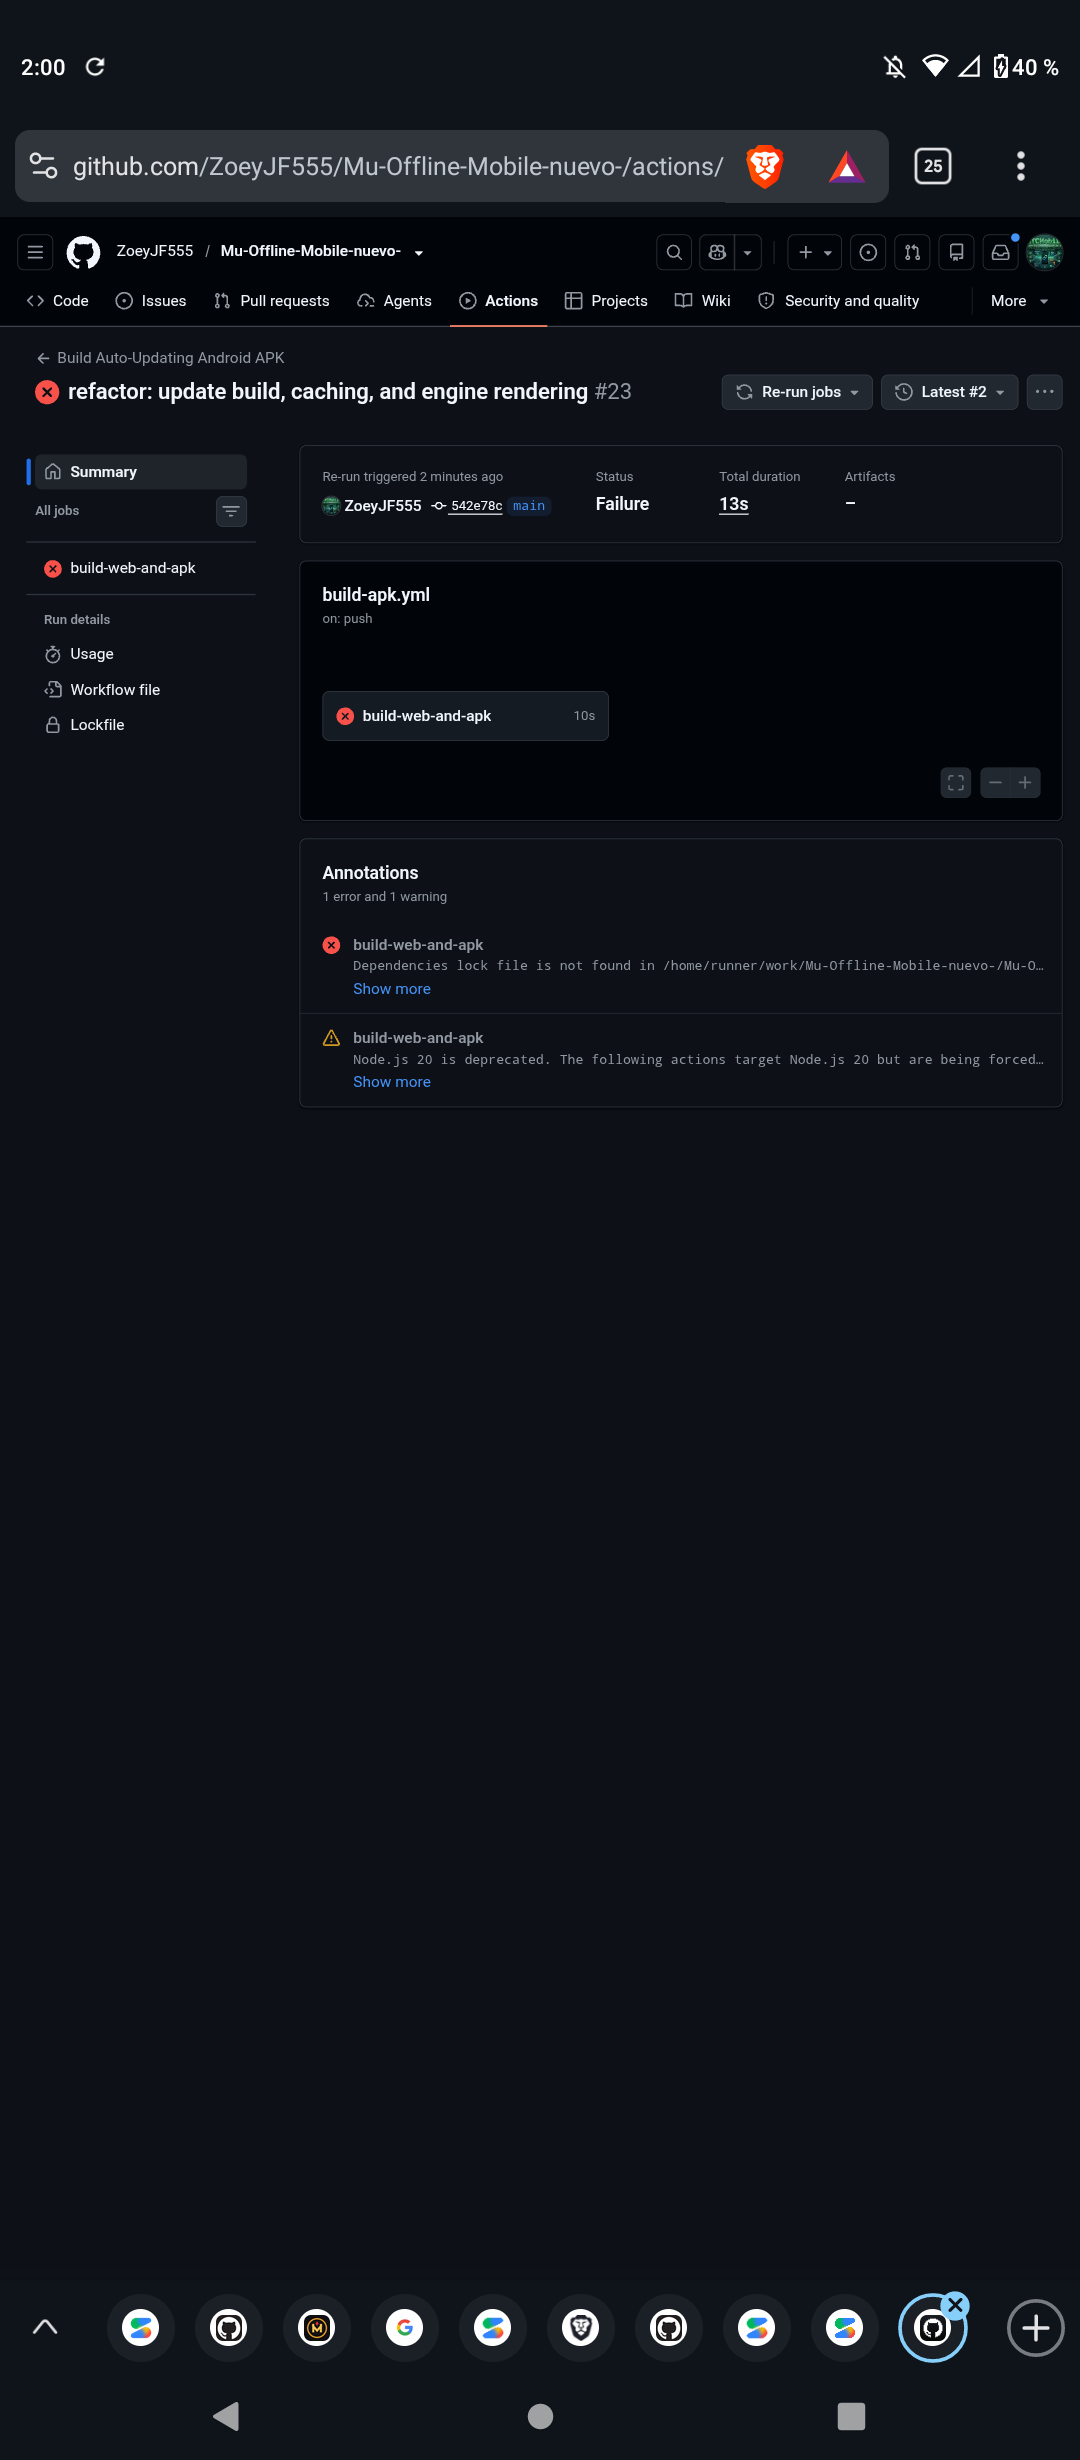 2:00
40 %
github.com/ZoeyJF555/Mu-Offline-Mobile-nuevo-/actions/
25
ZoeyJF555 / Mu-Offline-Mobile-nuevo-
Code Issues Pull requests Agents Actions Projects Wiki Security and quality More
Build Auto-Updating Android APK
refactor: update build, caching, and engine rendering #23
Re-run jobs
Latest #2
Summary
All jobs
build-web-and-apk
Run details
Usage
Workflow file
Lockfile
Re-run triggered 2 minutes ago
ZoeyJF555 542e78c main
Status
Failure
Total duration
13s
Artifacts
–
build-apk.yml
on: push
build-web-and-apk 10s
Annotations
1 error and 1 warning
build-web-and-apk
Dependencies lock file is not found in /home/runner/work/Mu-Offline-Mobile-nuevo-/Mu-O…
Show more
build-web-and-apk
Node.js 20 is deprecated. The following actions target Node.js 20 but are being forced…
Show more